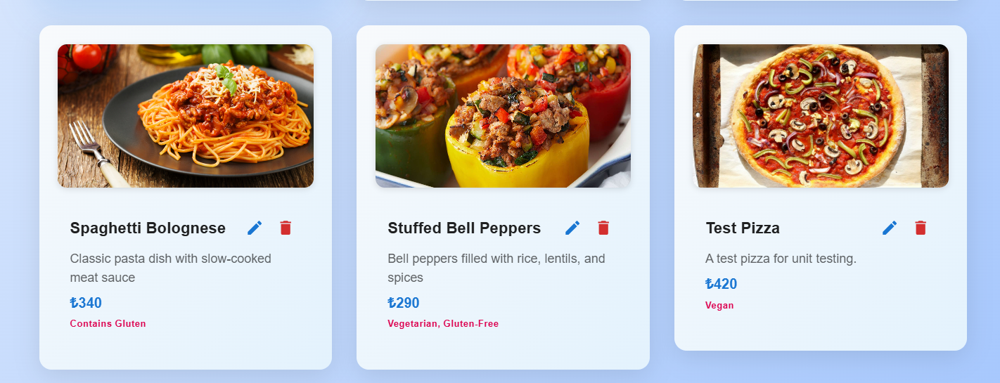 Spaghetti Bolognese
Classic pasta dish with slow-cooked
meat sauce
₺340
Contains Gluten
Stuffed Bell Peppers
Bell peppers filled with rice, lentils, and
spices
₺290
Vegetarian, Gluten-Free
Test Pizza
A test pizza for unit testing.
₺420
Vegan